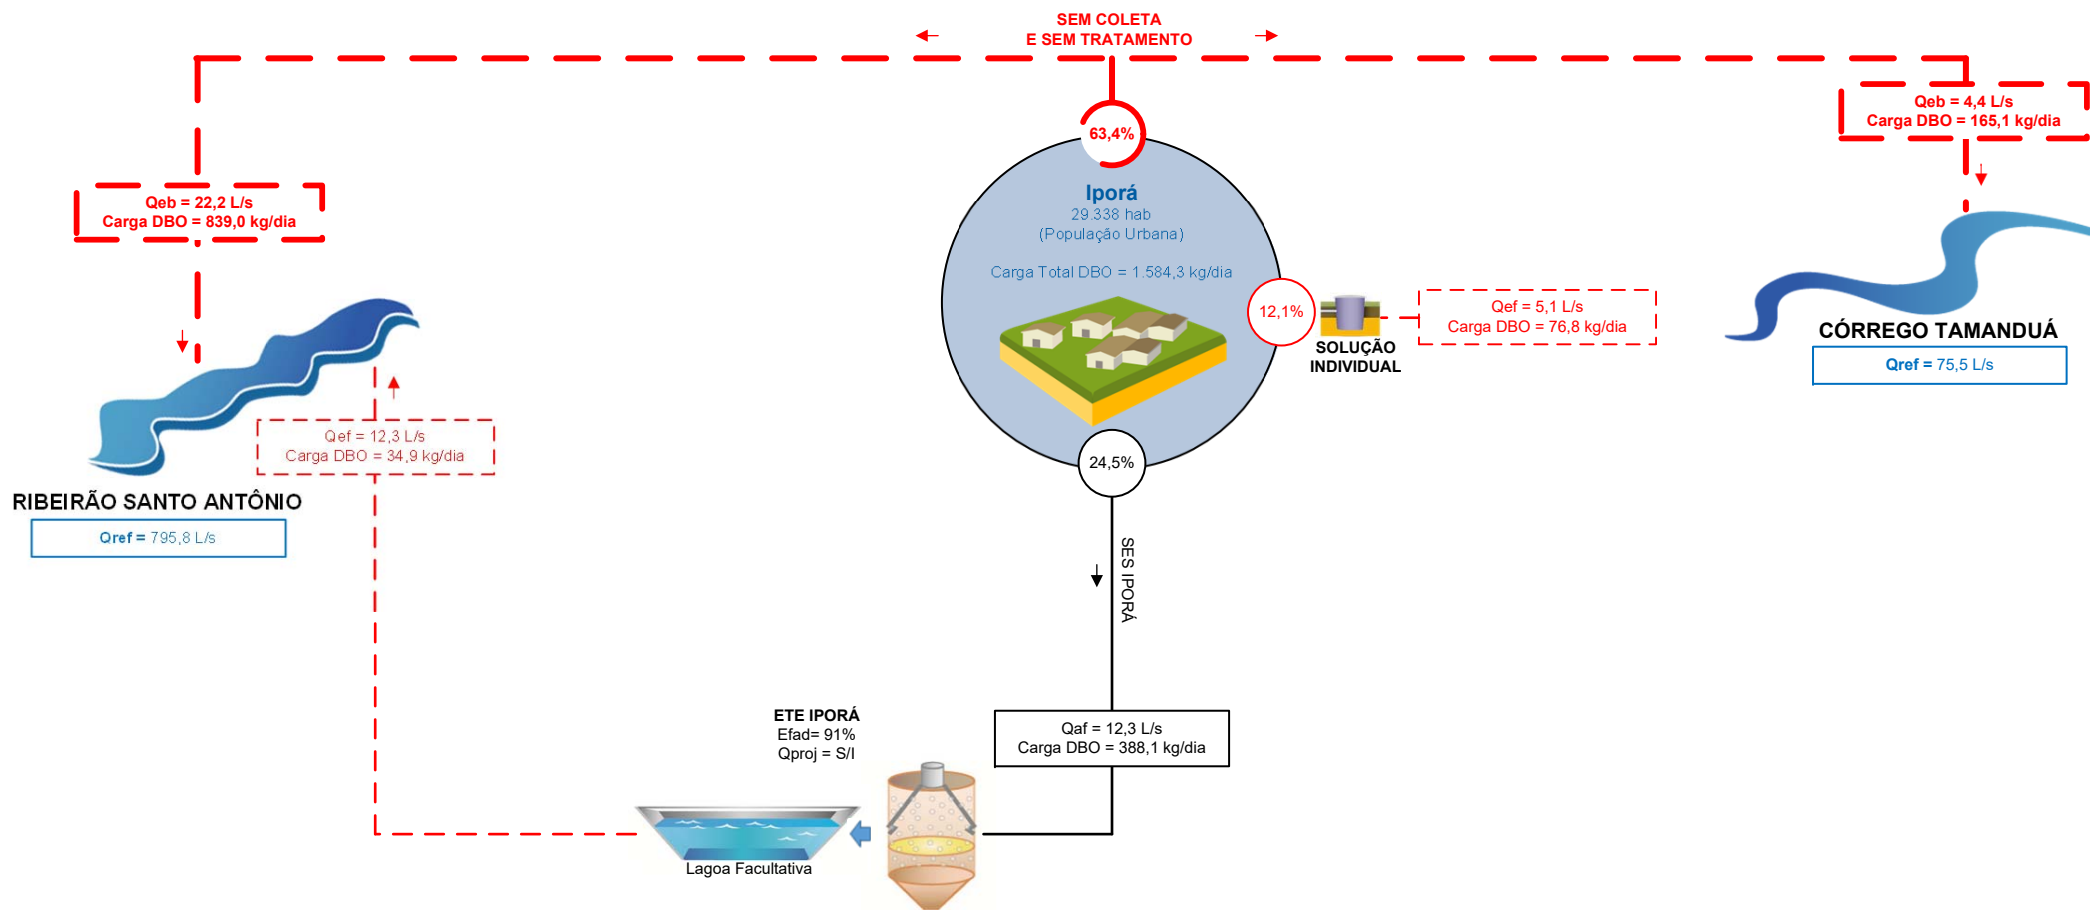 SEM COLETA
E SEM TRATAMENTO
Qeb = 4,4 L/s
Carga DBO = 165,1 kg/dia
63,4%
Qeb = 22,2 L/s
Carga DBO = 839,0 kg/dia
Iporá
29.338 hab
(População Urbana)
Carga Total DBO = 1.584,3 kg/dia
12,1%
SOLUÇÃO
INDIVIDUAL
Qef = 5,1 L/s
Carga DBO = 76,8 kg/dia
CÓRREGO TAMANDUÁ
Qref = 75,5 L/s
Qef = 12,3 L/s
Carga DBO = 34,9 kg/dia
24,5%
RIBEIRÃO SANTO ANTÔNIO
Qref = 795,8 L/s
SES IPORÁ
ETE IPORÁ
Efad= 91%
Qproj = S/I
Qaf = 12,3 L/s
Carga DBO = 388,1 kg/dia
Lagoa Facultativa